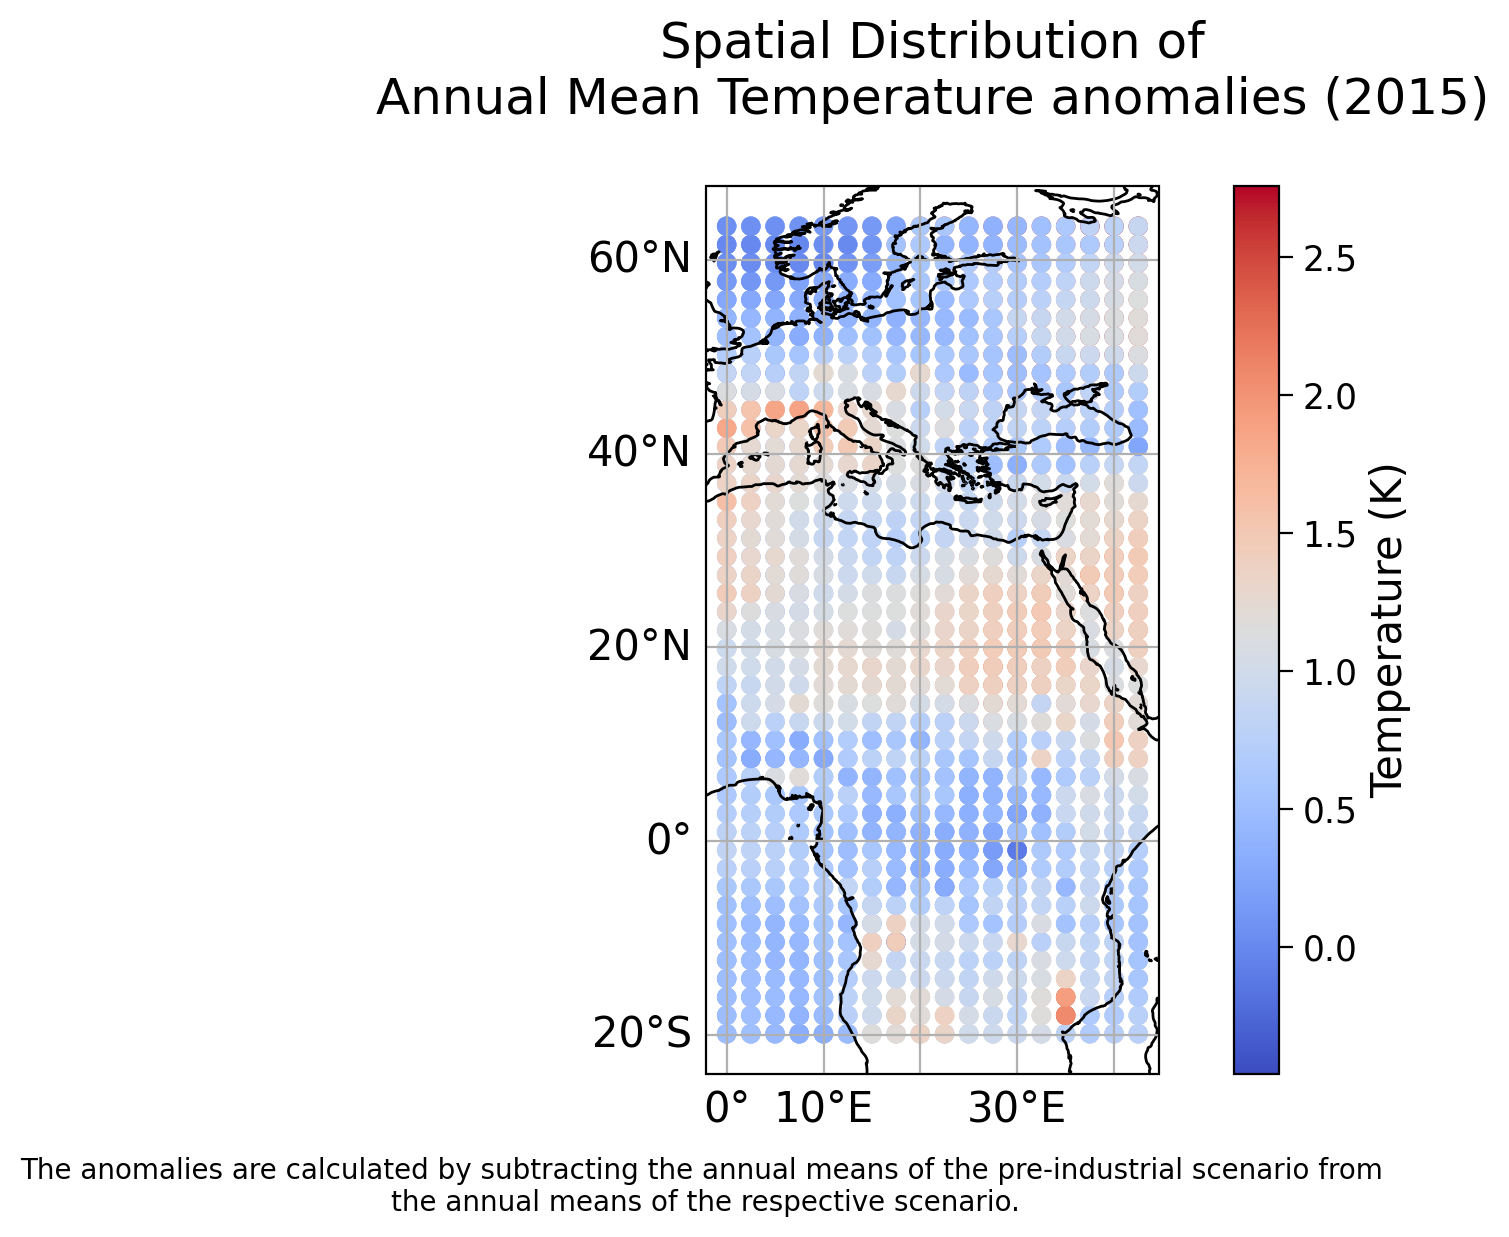 Spatial Distribution of
Annual Mean Temperature anomalies (2015)
60°N
40°N
20°N
0°
20°S
0°
10°E
30°E
2.5
2.0
1.5
1.0
0.5
0.0
Temperature (K)
The anomalies are calculated by subtracting the annual means of the pre-industrial scenario from
the annual means of the respective scenario.